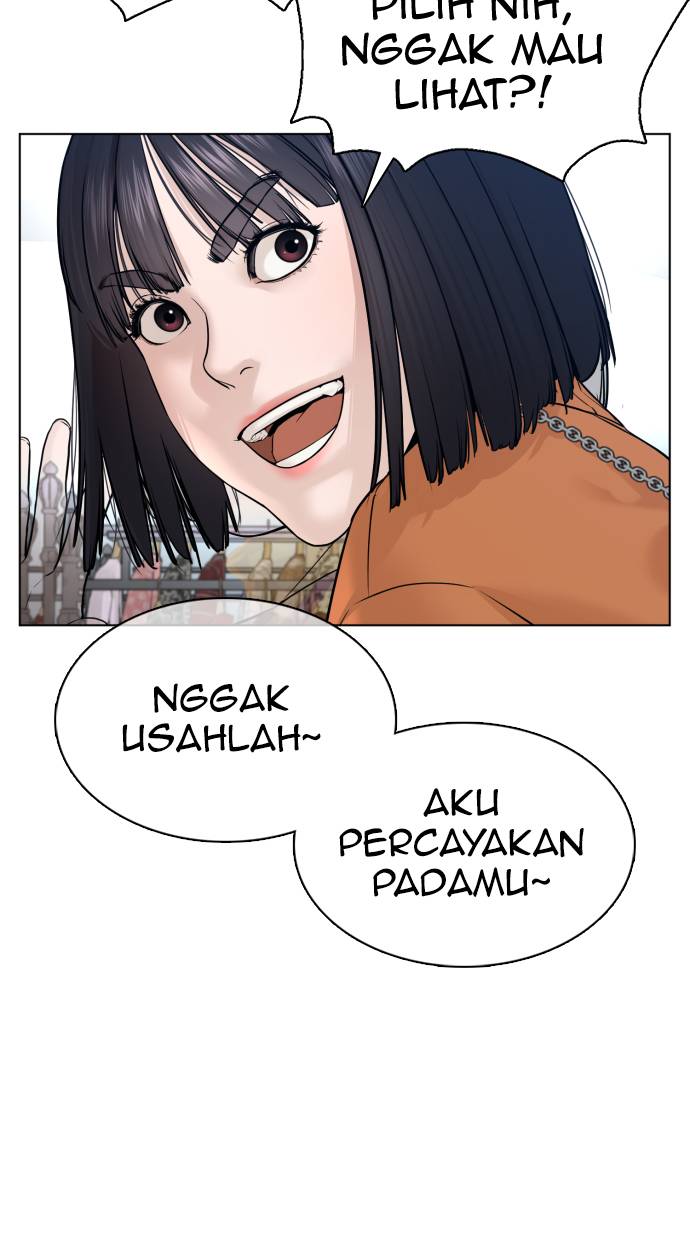 PILIH NIH,
NGGAK MAU
LIHAT?!
NGGAK
USAHLAH~
AKU
PERCAYAKAN
PADAMU~